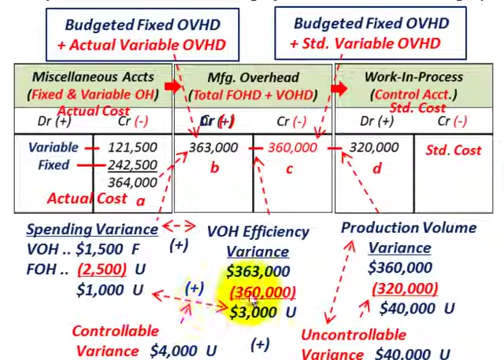 Budgeted Fixed OVHD
+ Actual Variable OVHD
Budgeted Fixed OVHD
+ Std. Variable OVHD
Miscellaneous Accts
(Fixed & Variable OH)
Actual Cost
Mfg. Overhead
(Total FOHD + VOHD)
Work-In-Process
(Control Acct.)
Std. Cost
Dr (+) Cr (-) Cr (-) Dr (+) Cr (-)
Variable 121,500 363,000 360,000 320,000 Std. Cost
Fixed 242,500 b c d
364,000
Actual Cost a
Spending Variance
VOH .. $1,500 F
FOH .. (2,500) U
$1,000 U
(+)
VOH Efficiency
Variance
$363,000
(360,000)
$3,000 U
(+)
Production Volume
Variance
$360,000
(320,000)
$40,000 U
Controllable
Variance $4,000 U
(+)
Uncontrollable
Variance $40,000 U